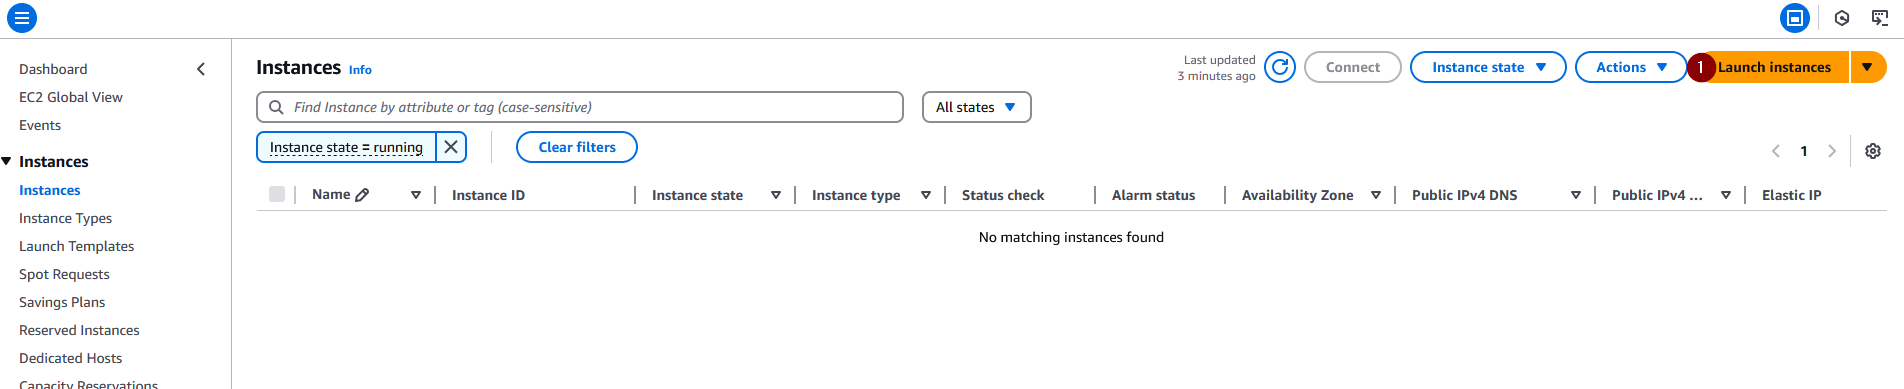 Dashboard
EC2 Global View
Events
Instances
Instances
Instance Types
Launch Templates
Spot Requests
Savings Plans
Reserved Instances
Dedicated Hosts
Capacity Reservations
Instances Info
Last updated
3 minutes ago
Connect
Instance state
Actions
1 Launch instances
Find Instance by attribute or tag (case-sensitive)
All states
Instance state = running
Clear filters
1
Name Instance ID Instance state Instance type Status check Alarm status Availability Zone Public IPv4 DNS Public IPv4 ... Elastic IP
No matching instances found